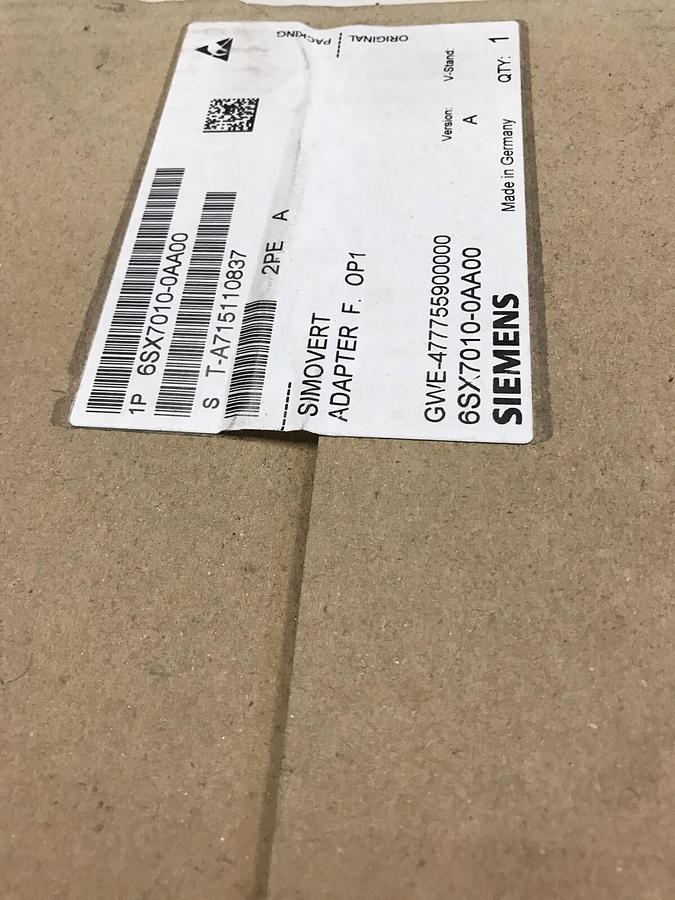 1P 6SX7010-0AA00
S T-A715110837
2PE A
SIMOVERT
ADAPTER F. OP1
GWE-477755900000
6SX7010-0AA00
SIEMENS
Made in Germany
QTY: 1
Version: V-Stand:
A
ORIGINAL
PACKING